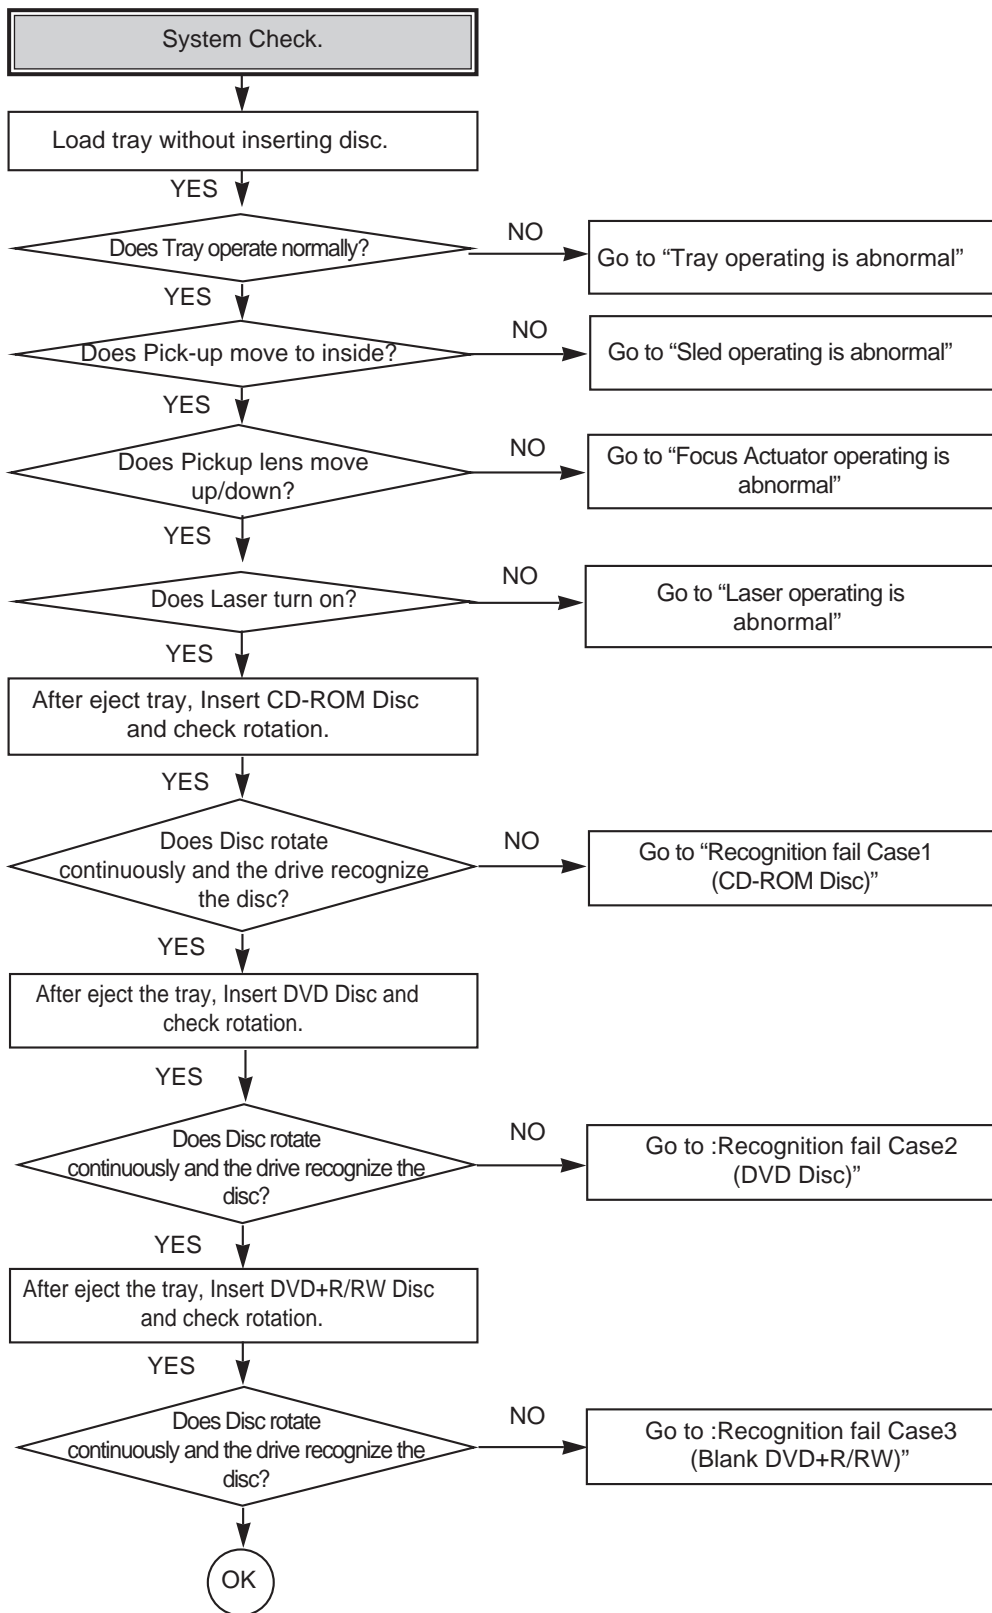 System Check.
Load tray without inserting disc.
YES
Does Tray operate normally?
NO
Go to “Tray operating is abnormal”
YES
Does Pick-up move to inside?
NO
Go to “Sled operating is abnormal”
YES
Does Pickup lens move
up/down?
NO
Go to “Focus Actuator operating is
abnormal”
YES
Does Laser turn on?
NO
Go to “Laser operating is
abnormal”
YES
After eject tray, Insert CD-ROM Disc
and check rotation.
YES
Does Disc rotate
continuously and the drive recognize
the disc?
NO
Go to “Recognition fail Case1
(CD-ROM Disc)”
YES
After eject the tray, Insert DVD Disc and
check rotation.
YES
Does Disc rotate
continuously and the drive recognize the
disc?
NO
Go to :Recognition fail Case2
(DVD Disc)”
YES
After eject the tray, Insert DVD+R/RW Disc
and check rotation.
YES
Does Disc rotate
continuously and the drive recognize the
disc?
NO
Go to :Recognition fail Case3
(Blank DVD+R/RW)”
OK